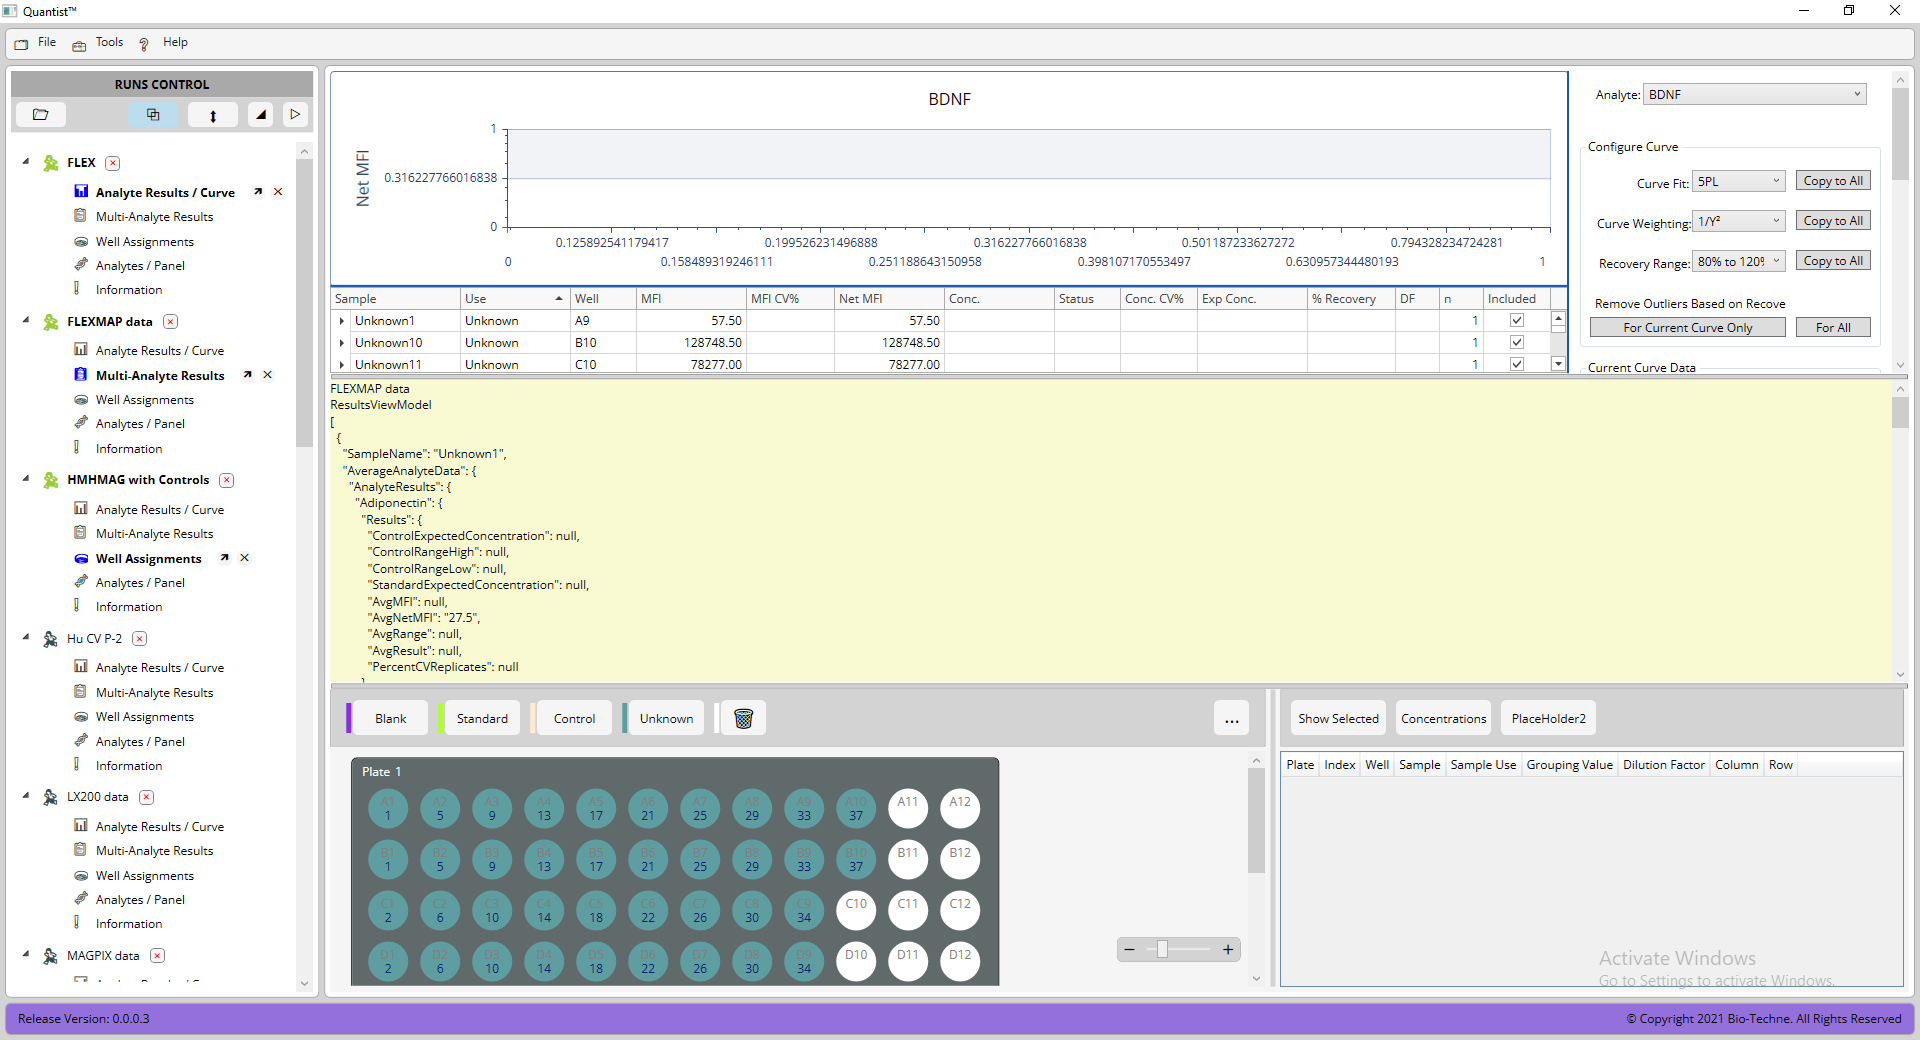 Quantist™
File Tools Help
RUNS CONTROL
FLEX
Analyte Results / Curve
Multi-Analyte Results
Well Assignments
Analytes / Panel
Information
FLEXMAP data
Analyte Results / Curve
Multi-Analyte Results
Well Assignments
Analytes / Panel
Information
HMHMAG with Controls
Analyte Results / Curve
Multi-Analyte Results
Well Assignments
Analytes / Panel
Information
Hu CV P-2
Analyte Results / Curve
Multi-Analyte Results
Well Assignments
Analytes / Panel
Information
LX200 data
Analyte Results / Curve
Multi-Analyte Results
Well Assignments
Analytes / Panel
Information
MAGPIX data
BDNF
Net MFI
1
0.316227766016838
0
0.125892541179417 0.199526231496888 0.316227766016838 0.501187233627272 0.794328234724281
0 0.158489319246111 0.251188643150958 0.398107170553497 0.630957344480193 1
Sample Use Well MFI MFI CV% Net MFI Conc. Status Conc. CV% Exp Conc. % Recovery DF n Included
Unknown1 Unknown A9 57.50 57.50 1
Unknown10 Unknown B10 128748.50 128748.50 1
Unknown11 Unknown C10 78277.00 78277.00 1
Analyte: BDNF
Configure Curve
Curve Fit: 5PL Copy to All
Curve Weighting: 1/Y² Copy to All
Recovery Range: 80% to 120% Copy to All
Remove Outliers Based on Recove
For Current Curve Only For All
Current Curve Data
FLEXMAP data
ResultsViewModel
[
{
"SampleName": "Unknown1",
"AverageAnalyteData": {
"AnalyteResults": {
"Adiponectin": {
"Results": {
"ControlExpectedConcentration": null,
"ControlRangeHigh": null,
"ControlRangeLow": null,
"StandardExpectedConcentration": null,
"AvgMFI": null,
"AvgNetMFI": "27.5",
"AvgRange": null,
"AvgResult": null,
"PercentCVReplicates": null
Blank Standard Control Unknown ...
Plate 1
A1 A2 A3 A4 A5 A6 A7 A8 A9 A10 A11 A12
1 5 9 13 17 21 25 29 33 37
B1 B2 B3 B4 B5 B6 B7 B8 B9 B10 B11 B12
1 5 9 13 17 21 25 29 33 37
C1 C2 C3 C4 C5 C6 C7 C8 C9 C10 C11 C12
2 6 10 14 18 22 26 30 34
D1 D2 D3 D4 D5 D6 D7 D8 D9 D10 D11 D12
2 6 10 14 18 22 26 30 34
Show Selected Concentrations PlaceHolder2
Plate Index Well Sample Sample Use Grouping Value Dilution Factor Column Row
Activate Windows
Go to Settings to activate Windows.
Release Version: 0.0.0.3
© Copyright 2021 Bio-Techne. All Rights Reserved